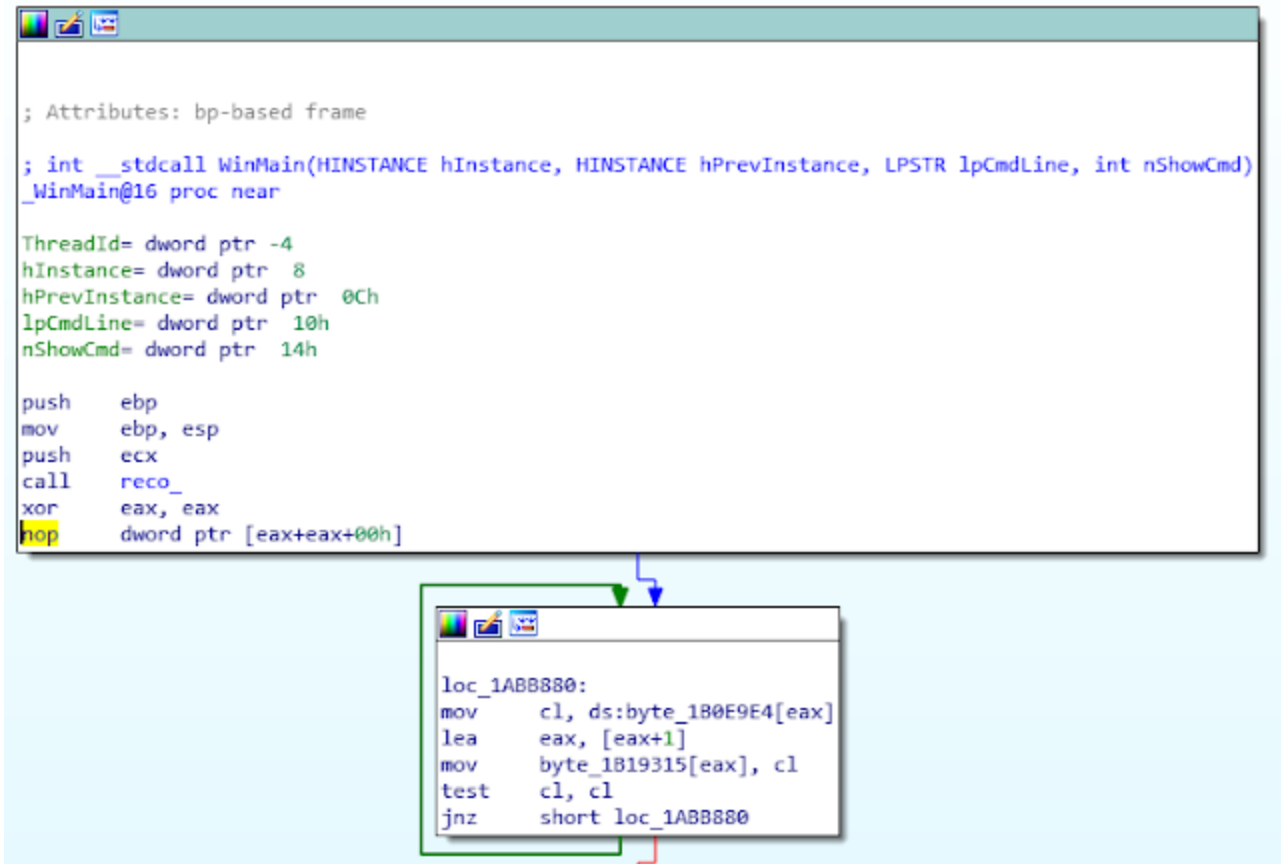 ; Attributes: bp-based frame
; int __stdcall WinMain(HINSTANCE hInstance, HINSTANCE hPrevInstance, LPSTR lpCmdLine, int nShowCmd)
_WinMain@16 proc near
ThreadId= dword ptr -4
hInstance= dword ptr  8
hPrevInstance= dword ptr  0Ch
lpCmdLine= dword ptr  10h
nShowCmd= dword ptr  14h
push    ebp
mov     ebp, esp
push    ecx
call    reco_
xor     eax, eax
nop     dword ptr [eax+eax+00h]
loc_1ABB880:
mov     cl, ds:byte_1B0E9E4[eax]
lea     eax, [eax+1]
mov     byte_1B19315[eax], cl
test    cl, cl
jnz     short loc_1ABB880